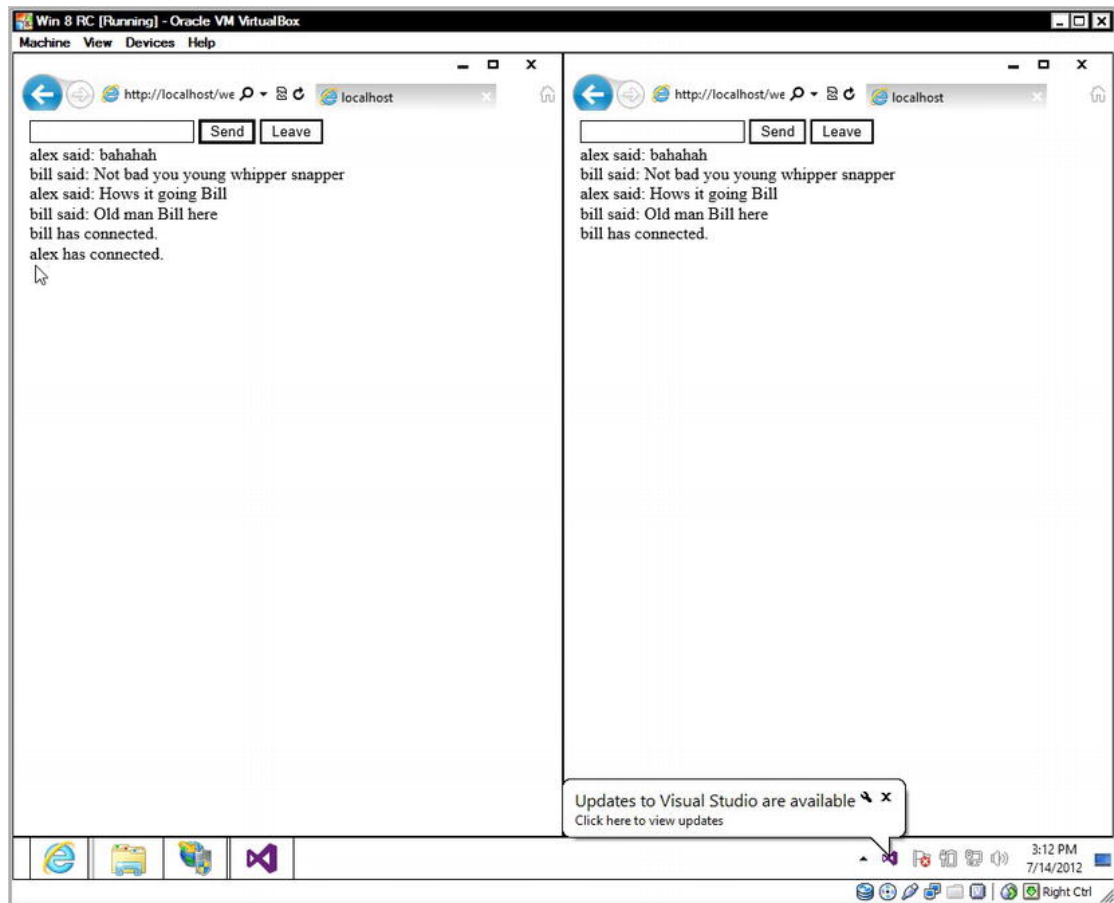 Win 8 RC [Running] - Oracle VM VirtualBox
Machine View Devices Help
http://localhost/we
localhost
Send
Leave
alex said: bahahah
bill said: Not bad you young whipper snapper
alex said: Hows it going Bill
bill said: Old man Bill here
bill has connected.
alex has connected.
http://localhost/we
localhost
Send
Leave
alex said: bahahah
bill said: Not bad you young whipper snapper
alex said: Hows it going Bill
bill said: Old man Bill here
bill has connected.
Updates to Visual Studio are available
Click here to view updates
3:12 PM
7/14/2012
Right Ctrl